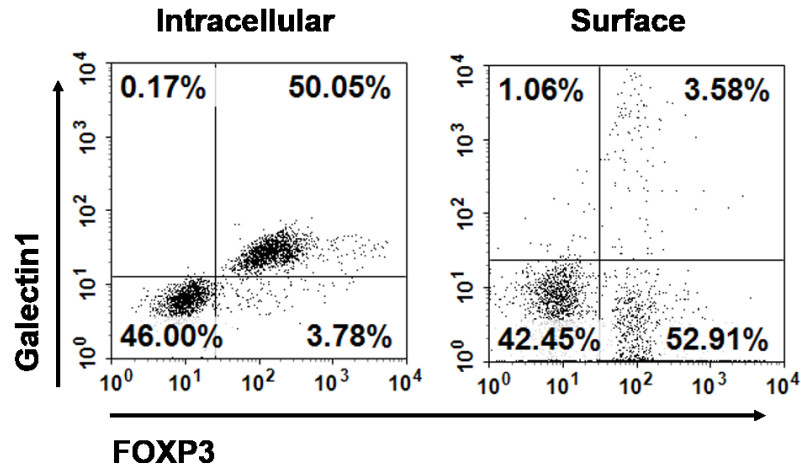 Intracellular Surface
10^4 0.17% 50.05% 10^4 1.06% 3.58%
10^3 10^3
10^2 10^2
10^1 10^1
10^0 46.00% 3.78% 10^0 42.45% 52.91%
10^0 10^1 10^2 10^3 10^4 10^0 10^1 10^2 10^3 10^4
Galectin1
FOXP3